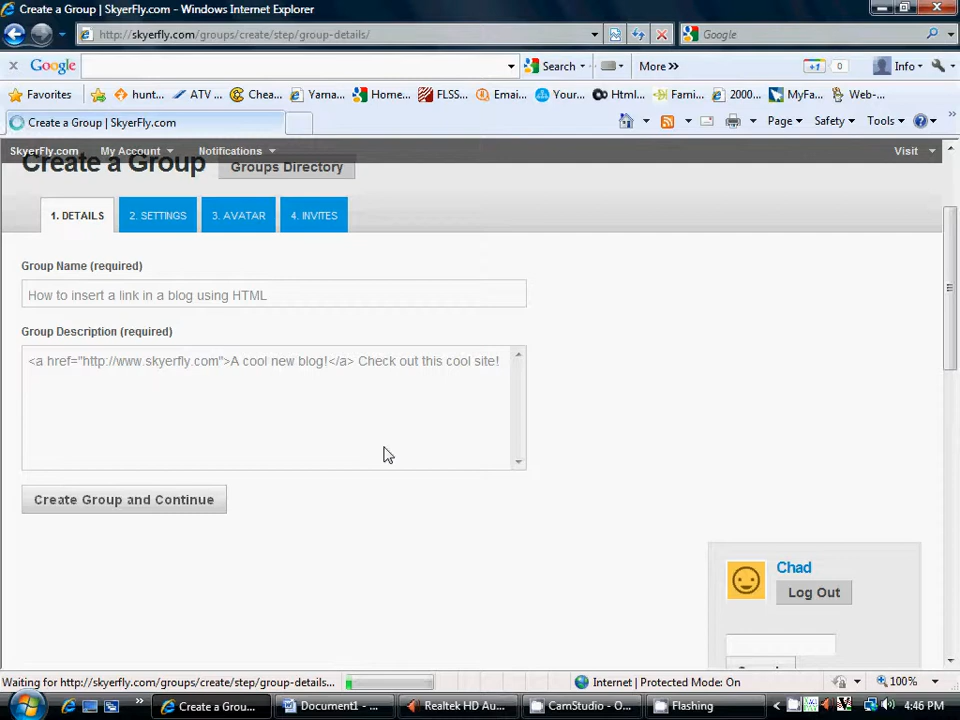 Create a Group | SkyerFly.com - Windows Internet Explorer
http://skyerfly.com/groups/create/step/group-details/
Google
Google
Search
More »
+1
0
Info
Favorites
hunt...
ATV ...
Chea...
Yama...
Home...
FLSS...
Emai...
Your...
Html...
Fami...
2000...
MyFa...
Web-...
Create a Group | SkyerFly.com
Page
Safety
Tools
SkyerFly.com
My Account
Notifications
Visit
Create a Group
Groups Directory
1. DETAILS
2. SETTINGS
3. AVATAR
4. INVITES
Group Name (required)
How to insert a link in a blog using HTML
Group Description (required)
<a href="http://www.skyerfly.com">A cool new blog!</a> Check out this cool site!
Create Group and Continue
Chad
Log Out
Waiting for http://skyerfly.com/groups/create/step/group-details...
Internet | Protected Mode: On
100%
Create a Grou...
Document1 - ...
Realtek HD Au...
CamStudio - O...
Flashing
4:46 PM